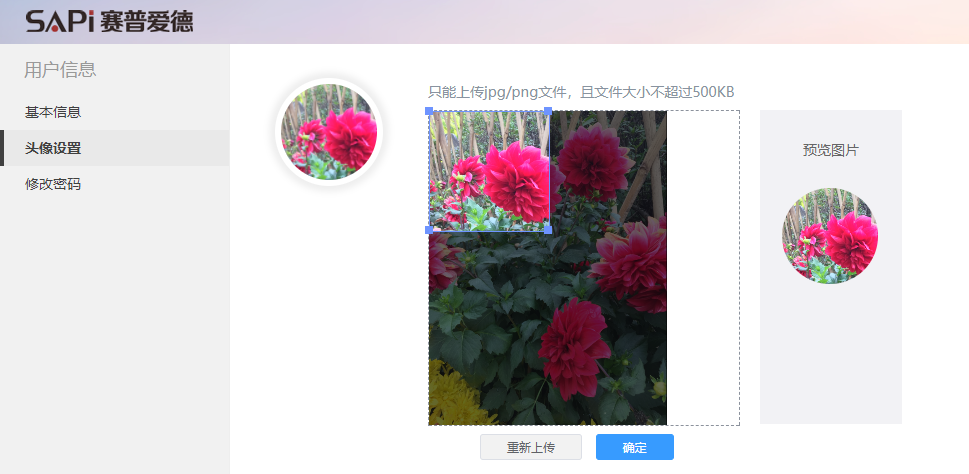 SAPi 赛普爱德
用户信息
基本信息
头像设置
修改密码
只能上传jpg/png文件，且文件大小不超过500KB
预览图片
重新上传
确定